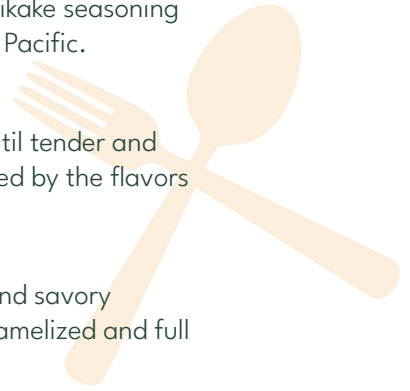 ikake seasoning
Pacific.
til tender and
ed by the flavors
nd savory
amelized and full